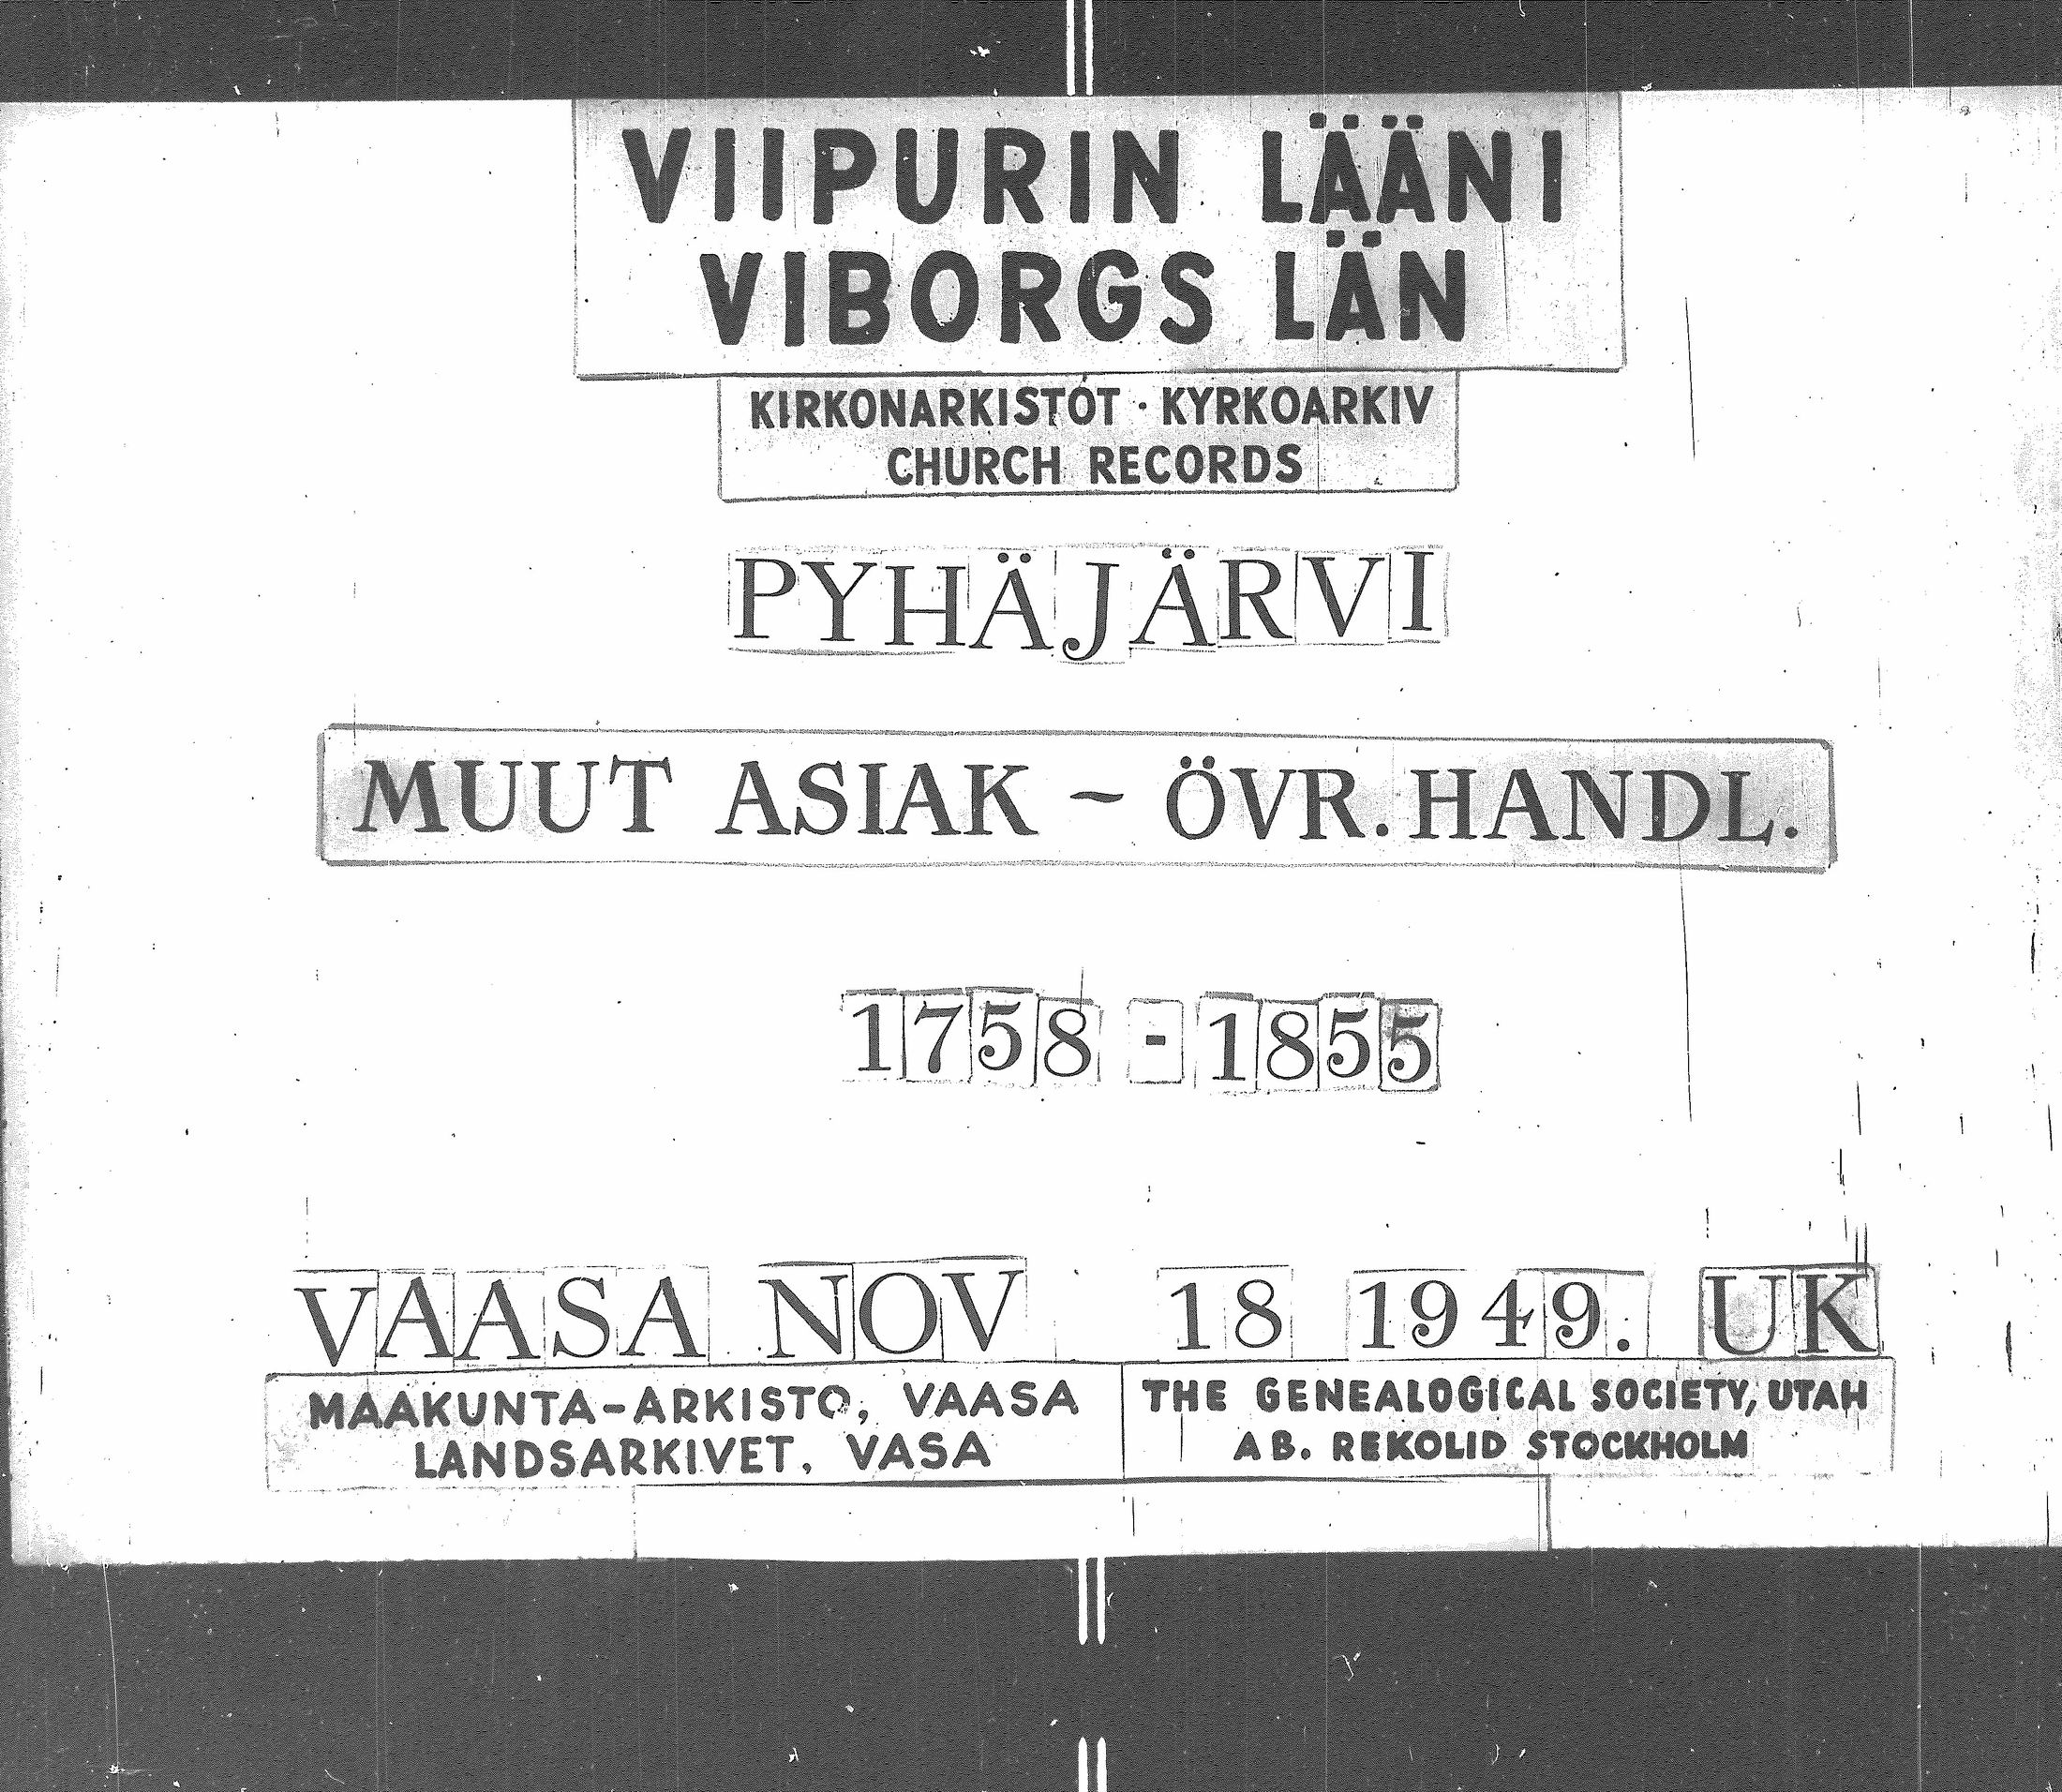 VIIPURIN LÄÄNI
VIBORGS LÄN
KIRKONARKISTOT · KYRKOARKIV
CHURCH RECORDS
PYHÄJÄRVI
MUUT ASIAK - ÖVR. HANDL.
1758 - 1855
VAASA NOV 18 1949. UK
MAAKUNTA-ARKISTO, VAASA
LANDSARKIVET, VASA
THE GENEALOGICAL SOCIETY, UTAH
AB. REKOLID STOCKHOLM